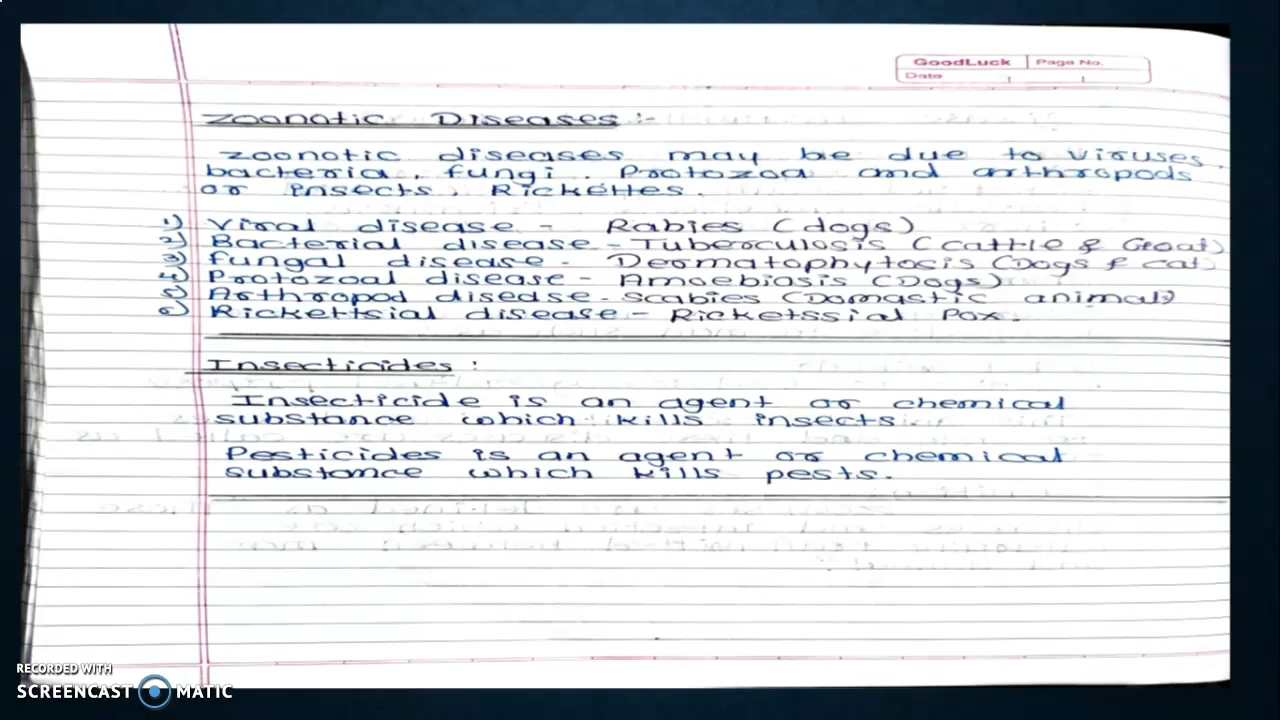 GoodLuck Page No.
Date
Zoonotic Diseases :-
Zoonotic diseases may be due to viruses,
bacteria, fungi, Protozoa and arthropods
or insects, Rickettes.
1) Viral disease - Rabies (dogs)
2) Bacterial disease - Tuberculosis (cattle & Goat)
3) Fungal disease - Dermatophytosis (Dogs & Cat)
4) Protozoal disease - Amoebiosis (Dogs)
5) Arthropod disedse - Scabies (Domastic animal)
6) Rickettsial disease - Ricketssial Pox.
Insecticides :
Insecticide is an agent or chemical
substance which kills insects.
Pesticides is an agent or chemical
substance which kills pests.
RECORDED WITH
SCREENCAST MATIC